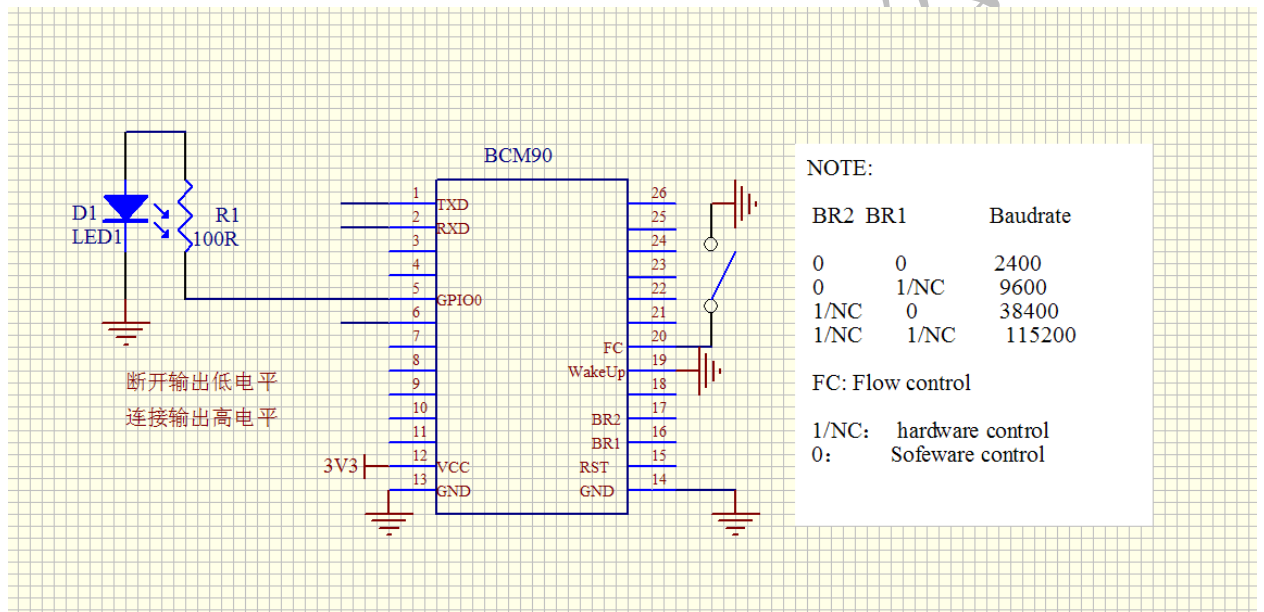 BCM90
D1
LED1
R1
100R
1
TXD
2
RXD
3
4
5
GPIO0
6
7
8
9
10
11
3V3
12
VCC
13
GND
26
25
24
23
22
21
20
FC
19
WakeUp
18
17
BR2
16
BR1
15
RST
14
GND
断开输出低电平
连接输出高电平
NOTE:
BR2 BR1 Baudrate
0 0 2400
0 1/NC 9600
1/NC 0 38400
1/NC 1/NC 115200
FC: Flow control
1/NC: hardware control
0: Sofeware control